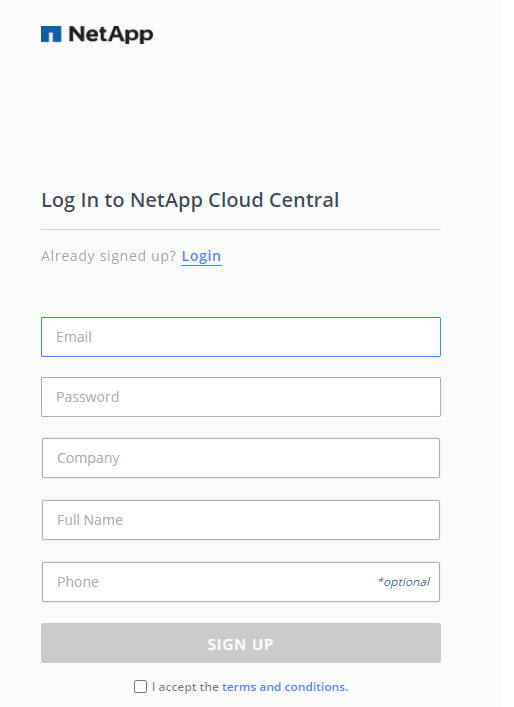 NetApp
Log In to NetApp Cloud Central
Already signed up? Login
Email
Password
Company
Full Name
Phone *optional
SIGN UP
I accept the terms and conditions.